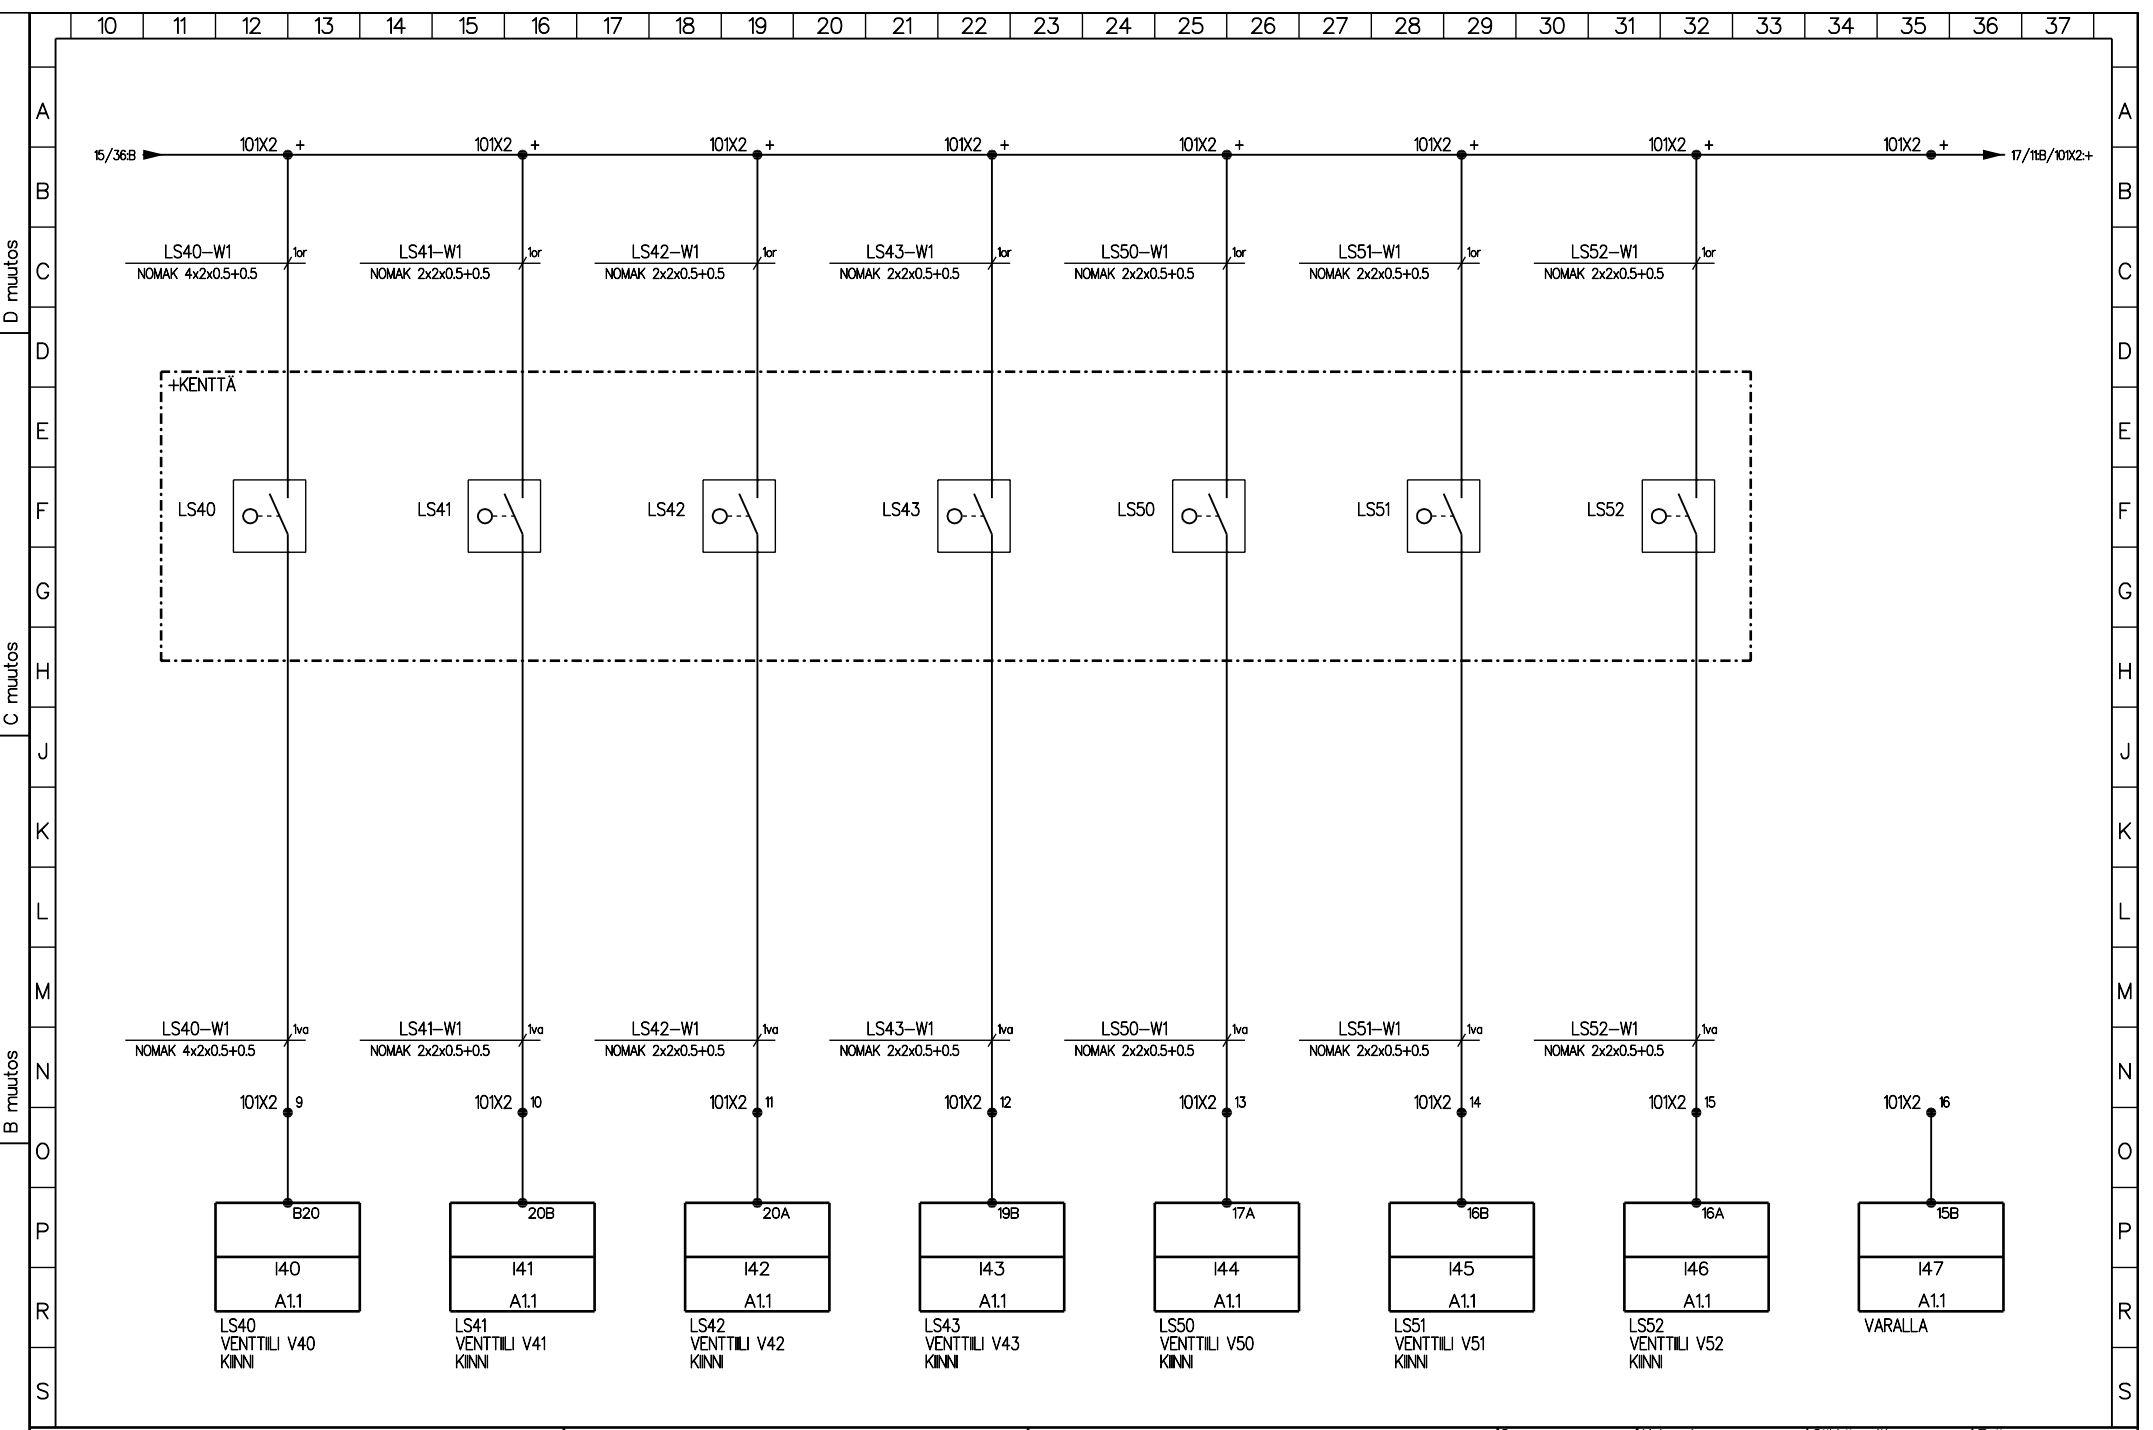 10 11 12 13 14 15 16 17 18 19 20 21 22 23 24 25 26 27 28 29 30 31 32 33 34 35 36 37
A A
15/36:B 101X2 + 101X2 + 101X2 + 101X2 + 101X2 + 101X2 + 101X2 + 101X2 + 17/11:B/101X2:+
B B
LS40-W1 1or LS41-W1 1or LS42-W1 1or LS43-W1 1or LS50-W1 1or LS51-W1 1or LS52-W1 1or
C C
NOMAK 4x2x0.5+0.5 NOMAK 2x2x0.5+0.5 NOMAK 2x2x0.5+0.5 NOMAK 2x2x0.5+0.5 NOMAK 2x2x0.5+0.5 NOMAK 2x2x0.5+0.5 NOMAK 2x2x0.5+0.5
D muutos
D D
+KENTTÄ
E E
F LS40 LS41 LS42 LS43 LS50 LS51 LS52 F
G G
H H
C muutos
J J
K K
L L
M M
LS40-W1 1va LS41-W1 1va LS42-W1 1va LS43-W1 1va LS50-W1 1va LS51-W1 1va LS52-W1 1va
NOMAK 4x2x0.5+0.5 NOMAK 2x2x0.5+0.5 NOMAK 2x2x0.5+0.5 NOMAK 2x2x0.5+0.5 NOMAK 2x2x0.5+0.5 NOMAK 2x2x0.5+0.5 NOMAK 2x2x0.5+0.5
N N
B muutos
101X2 9 101X2 10 101X2 11 101X2 12 101X2 13 101X2 14 101X2 15 101X2 16
O O
B20 20B 20A 19B 17A 16B 16A 15B
P P
I40 I41 I42 I43 I44 I45 I46 I47
A1.1 A1.1 A1.1 A1.1 A1.1 A1.1 A1.1 A1.1
R R
LS40 LS41 LS42 LS43 LS50 LS51 LS52 VARALLA
VENTTIILI V40 VENTTIILI V41 VENTTIILI V42 VENTTIILI V43 VENTTIILI V50 VENTTIILI V51 VENTTIILI V52
KIINNI KIINNI KIINNI KIINNI KIINNI KIINNI KIINNI
S S